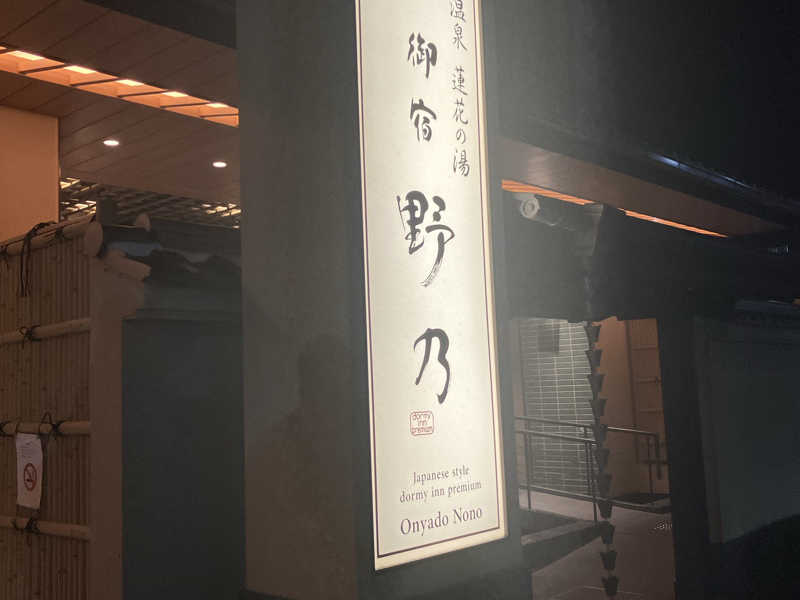 温泉 蓮花の湯
御宿 野乃
dormy
inn
premium
Japanese style
dormy inn premium
Onyado Nono